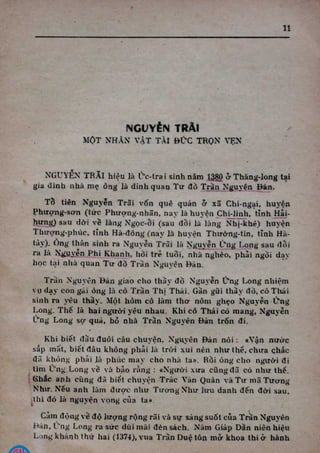 11
NGUYỄN TRÃI
MỘT NHÂN VẬT TÀI ĐỨC TRỌN VẸN
NGUYỄN TRÃI hiệu là Ức-trai sinh năm 1380 ở Thăng-long tại
gia đình nhà mẹ ông là dinh quan Tư đồ Trần Nguyên Đán.
Tổ tiên Nguyễn Trãi vốn quê quán ở xã Chi-ngại, huyện
Phượng-sơn (tức Phượng-nhãn, nay là huyện Chi-linh, tỉnh Hải-
hưng) sau dời về làng Ngọc-ổi (sau đổi là làng Nhị-khê) huyện
Thượng-phúc, tỉnh Hà-đông (nay là huyện Thường-tín, tỉnh Hà-
tây). Ông thân sinh ra Nguyễn Trãi là Nguyễn Ứng Long sau đổi
ra là Nguyễn Phi Khanh, hồi trẻ tuổi, nhà nghèo, phải ngồi dạy
học tại nhà quan Tư đồ Trần Nguyên Đán.
Trần Nguyên Đán giao cho thầy đồ Nguyễn Ứng Long nhiệm
vụ dạy con gái ông là cô Trần Thị Thái. Gần gũi thầy đồ, cô Thái
sinh ra yêu thầy. Một hôm cô làm thơ nôm ghẹo Nguyễn Ứng
Long. Thế là hai người yêu nhau. Khi cô Thái có mang, Nguyễn
Ứng Long sợ quá, bỏ nhà Trần Nguyên Đán trốn đi.
Khi biết đầu đuôi câu chuyện, Nguyên Đán nói : «Vận nước
sắp mất, biết đâu không phải là trời xui nên như thế, chưa chắc
đã không phải là phúc may cho nhà ta». Rồi ông cho người đi
tìm Ứng Long về và bảo rằng : «Người xưa cũng đã có như thế.
Ghắc anh cũng đã biết chuyện Trác Văn Quân và Tư mã Tương
Như. Nếu anh làm được như Tương Như lưu danh đến đời sau,
thì đó là nguyện vọng của ta».
Cảm động về độ lượng rộng rãi và sự sáng suốt của Trần Nguyên
Đán, Ứng Long ra sức dùi mài đèn sách. Năm Giáp Dần niên hiệu
Long khánh thứ hai (1374), vua Trần Duệ tôn mở khoa thi ở hành